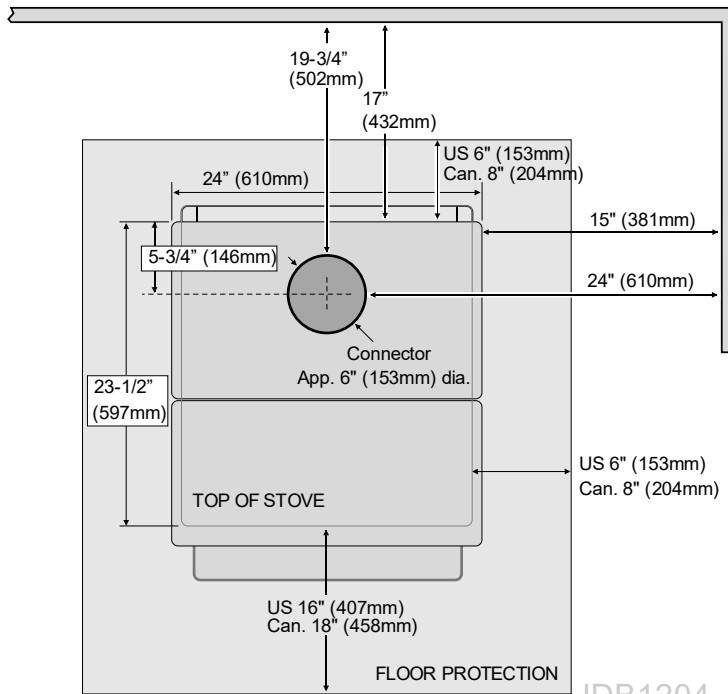 19-3/4”
(502mm)
17”
(432mm)
US 6" (153mm)
Can. 8" (204mm)
24” (610mm)
15" (381mm)
5-3/4” (146mm)
24" (610mm)
Connector
App. 6" (153mm) dia.
23-1/2”
(597mm)
US 6" (153mm)
Can. 8" (204mm)
TOP OF STOVE
US 16" (407mm)
Can. 18" (458mm)
FLOOR PROTECTION